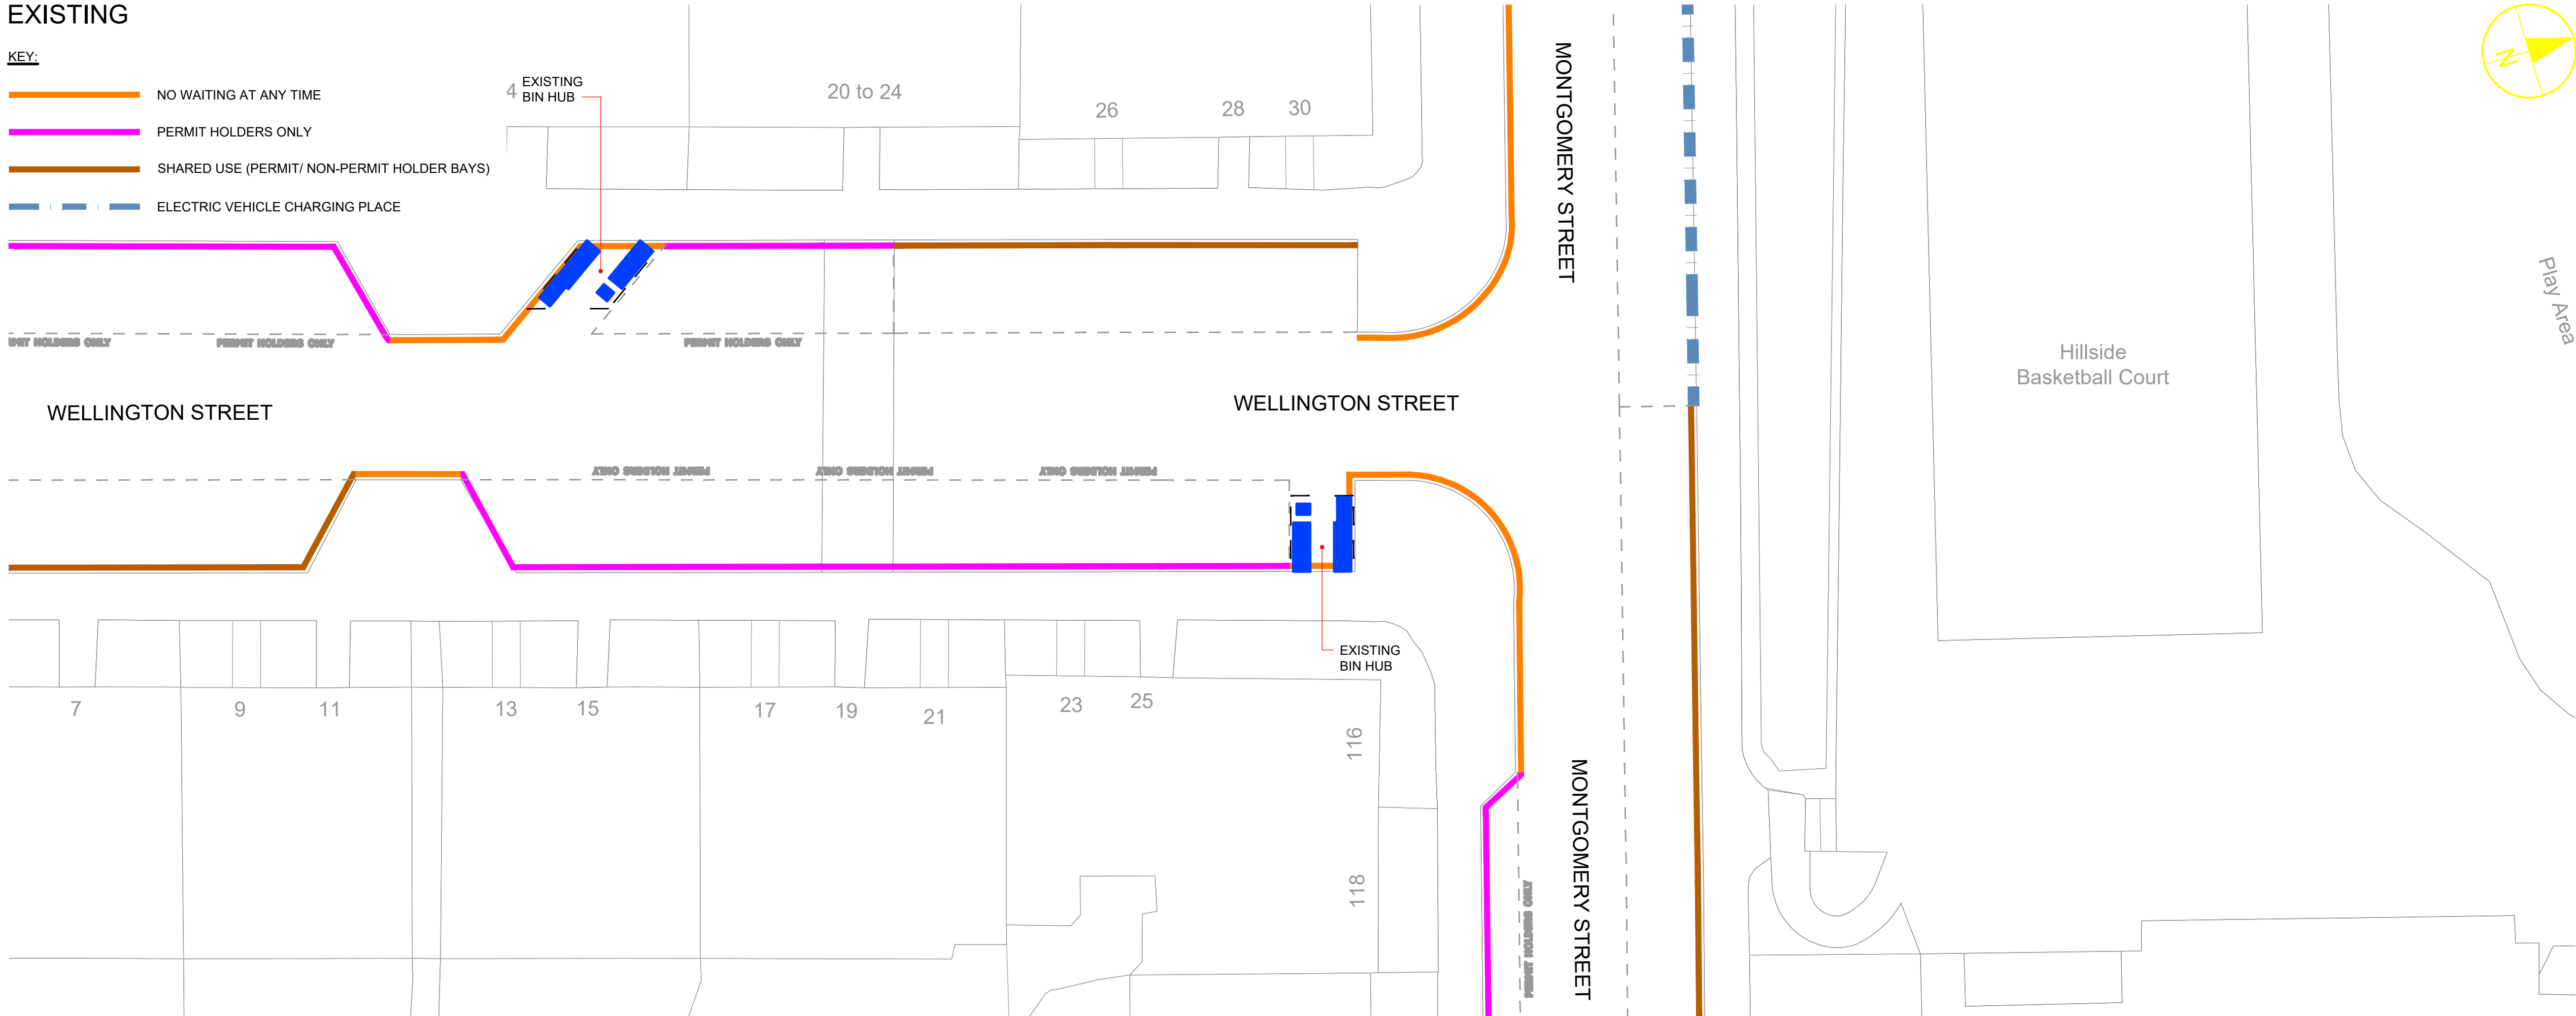 EXISTING
KEY:
NO WAITING AT ANY TIME
PERMIT HOLDERS ONLY
SHARED USE (PERMIT/ NON-PERMIT HOLDER BAYS)
ELECTRIC VEHICLE CHARGING PLACE
4
EXISTING
BIN HUB
20 to 24
26
28
30
MONTGOMERY STREET
N
Play Area
Hillside
Basketball Court
MIT HOLDERS ONLY
PERMIT HOLDERS ONLY
PERMIT HOLDERS ONLY
WELLINGTON STREET
WELLINGTON STREET
PERMIT HOLDERS ONLY
PERMIT HOLDERS ONLY
PERMIT HOLDERS ONLY
EXISTING
BIN HUB
7
9
11
13
15
17
19
21
23
25
116
118
MONTGOMERY STREET
PERMIT HOLDERS ONLY